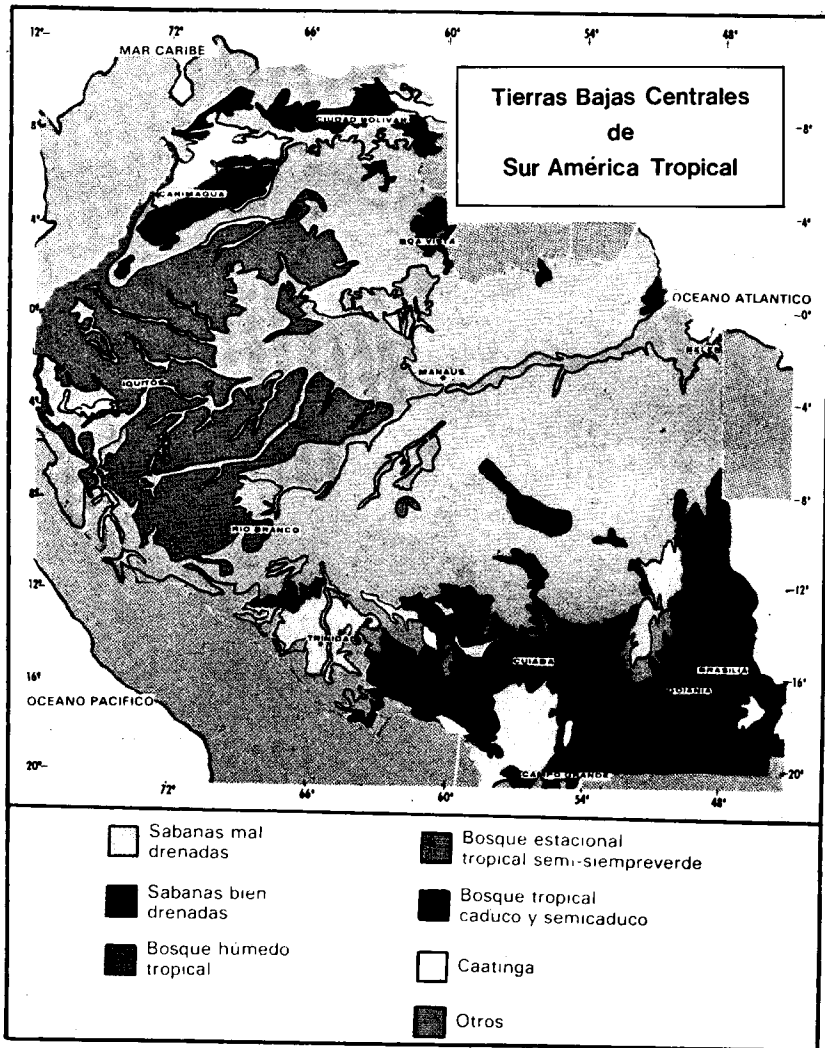 12°
72°
66°
60°
54°
48°
MAR CARIBE
Tierras Bajas Centrales
de
Sur América Tropical
8°
CIUDAD BOLIVAR
-8°
CARIMAGUA
4°
BOA VISTA
-4°
OCEANO ATLANTICO
0°
-0°
BELEM
MANAUS
IQUITOS
4°
-4°
8°
-8°
RIO BRANCO
12°
-12°
TRINIDAD
CUIABA
BRASILIA
16°
GOIANIA
-16°
OCEANO PACIFICO
20°
CAMPO GRANDE
-20°
72°
66°
60°
54°
48°
Sabanas mal
drenadas
Sabanas bien
drenadas
Bosque húmedo
tropical
Bosque estacional
tropical semi-siempreverde
Bosque tropical
caduco y semicaduco
Caatinga
Otros